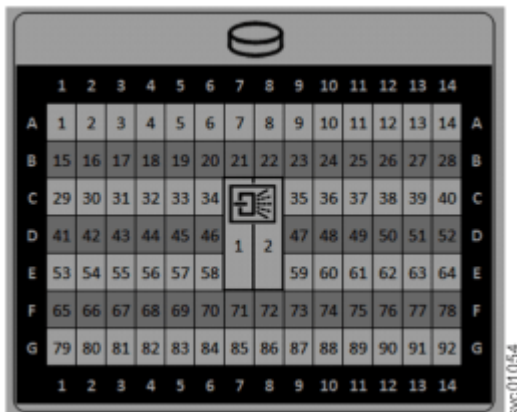 1 2 3 4 5 6 7 8 9 10 11 12 13 14
A 1 2 3 4 5 6 7 8 9 10 11 12 13 14 A
B 15 16 17 18 19 20 21 22 23 24 25 26 27 28 B
C 29 30 31 32 33 34 35 36 37 38 39 40 C
D 41 42 43 44 45 46 1 2 47 48 49 50 51 52 D
E 53 54 55 56 57 58 59 60 61 62 63 64 E
F 65 66 67 68 69 70 71 72 73 74 75 76 77 78 F
G 79 80 81 82 83 84 85 86 87 88 89 90 91 92 G
1 2 3 4 5 6 7 8 9 10 11 12 13 14